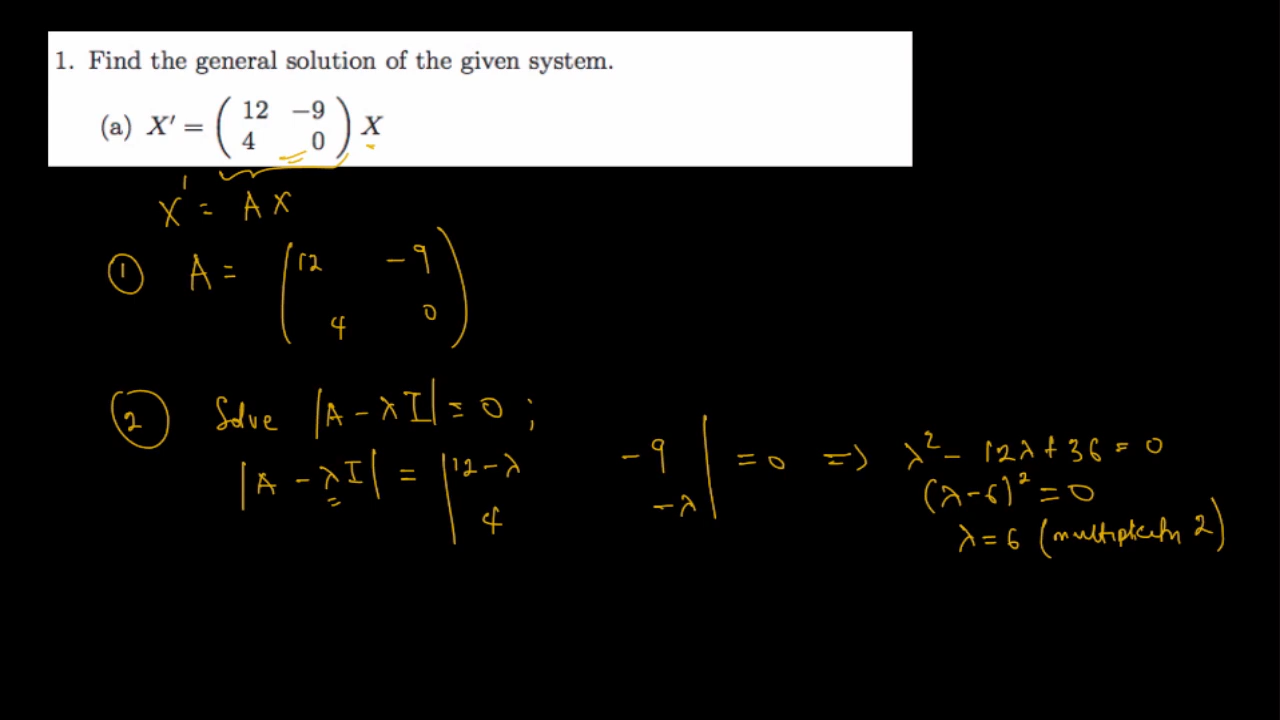 1. Find the general solution of the given system.
(a) X′ = ( 12 −9 ) X
4 0
X' = A X
① A = ( 12 −9 )
4 0
② Solve |A − λI| = 0 ;
|A − λI| = | 12−λ −9 | = 0 ⇒ λ² − 12λ + 36 = 0
4 −λ
(λ−6)² = 0
λ = 6 (multiplicity 2)